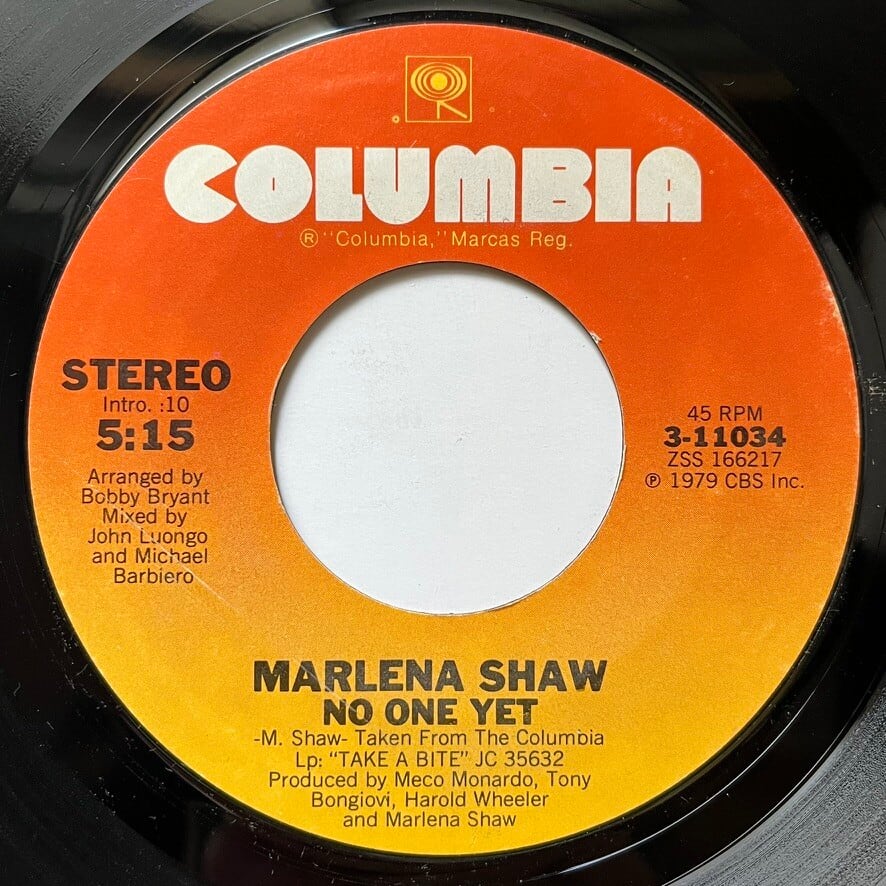 COLUMBIA
® "Columbia," Marcas Reg.
STEREO
Intro. :10
5:15
Arranged by
Bobby Bryant
Mixed by
John Luongo
and Michael
Barbiero
45 RPM
3-11034
ZSS 166217
℗ 1979 CBS Inc.
MARLENA SHAW
NO ONE YET
-M. Shaw- Taken From The Columbia
Lp: "TAKE A BITE" JC 35632
Produced by Meco Monardo, Tony
Bongiovi, Harold Wheeler
and Marlena Shaw